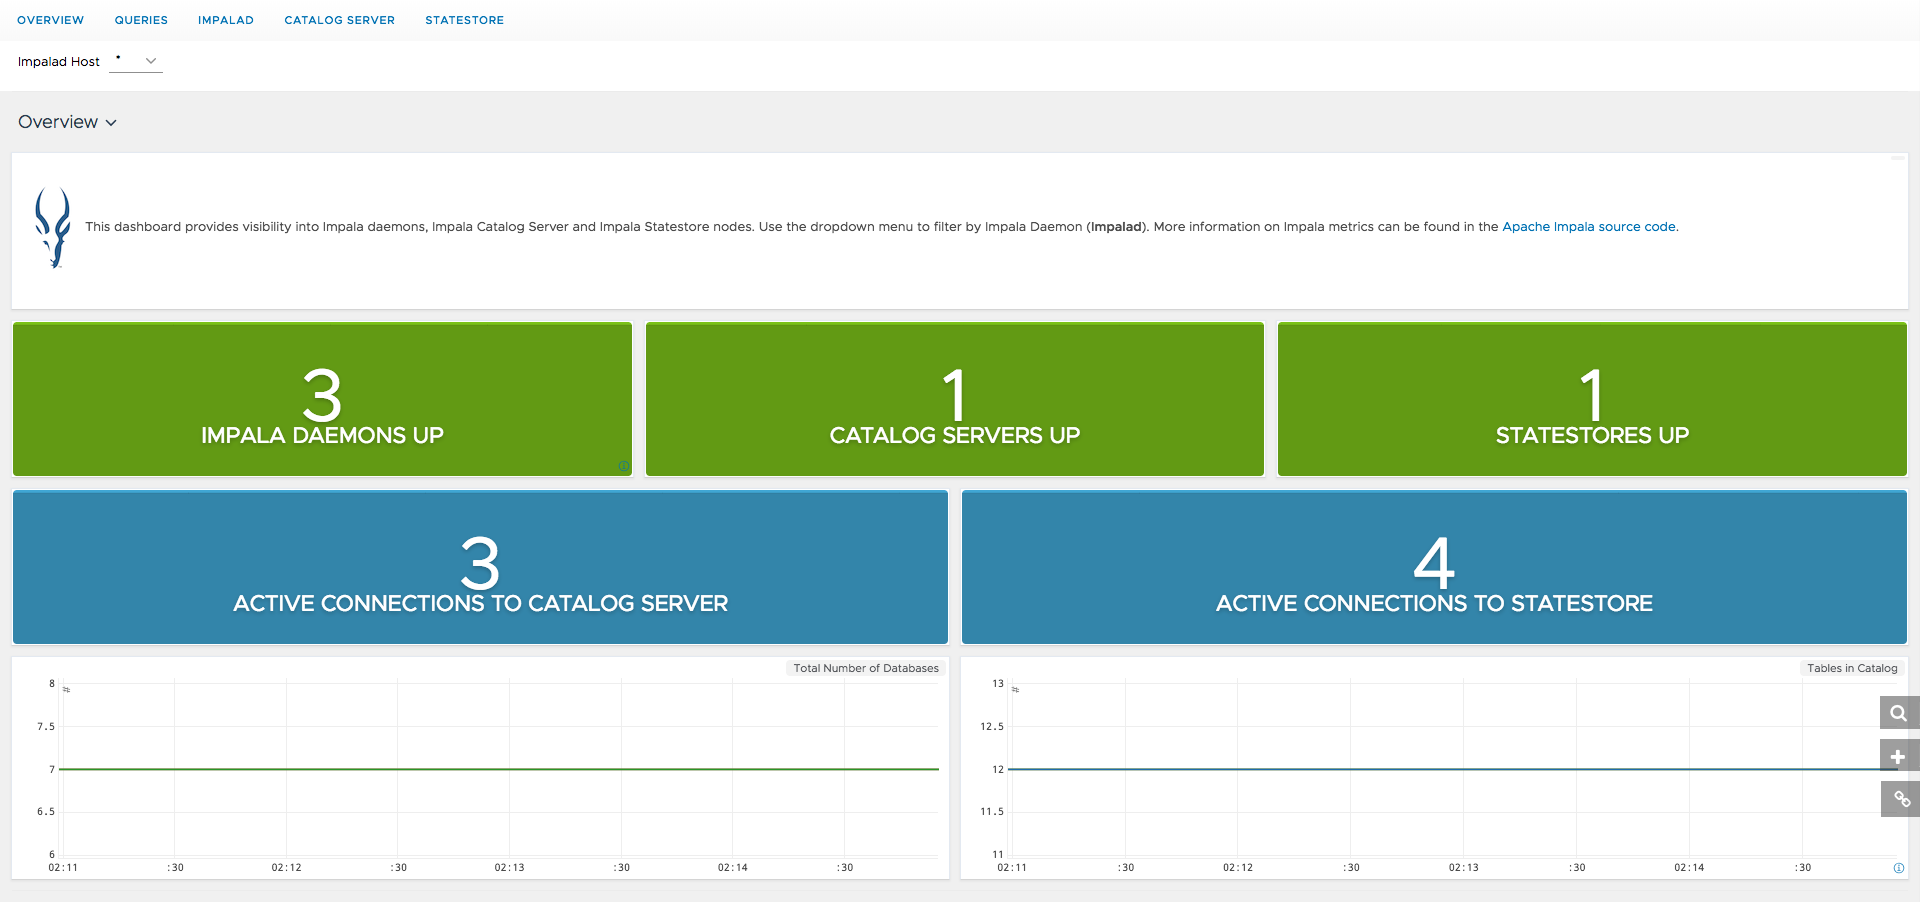 OVERVIEW QUERIES IMPALAD CATALOG SERVER STATESTORE
Impalad Host *
Overview
This dashboard provides visibility into Impala daemons, Impala Catalog Server and Impala Statestore nodes. Use the dropdown menu to filter by Impala Daemon (Impalad). More information on Impala metrics can be found in the Apache Impala source code.
3
IMPALA DAEMONS UP
1
CATALOG SERVERS UP
1
STATESTORES UP
3
ACTIVE CONNECTIONS TO CATALOG SERVER
4
ACTIVE CONNECTIONS TO STATESTORE
Total Number of Databases
8
#
7.5
7
6.5
6
02:11 :30 02:12 :30 02:13 :30 02:14 :30
Tables in Catalog
13
#
12.5
12
11.5
11
02:11 :30 02:12 :30 02:13 :30 02:14 :30